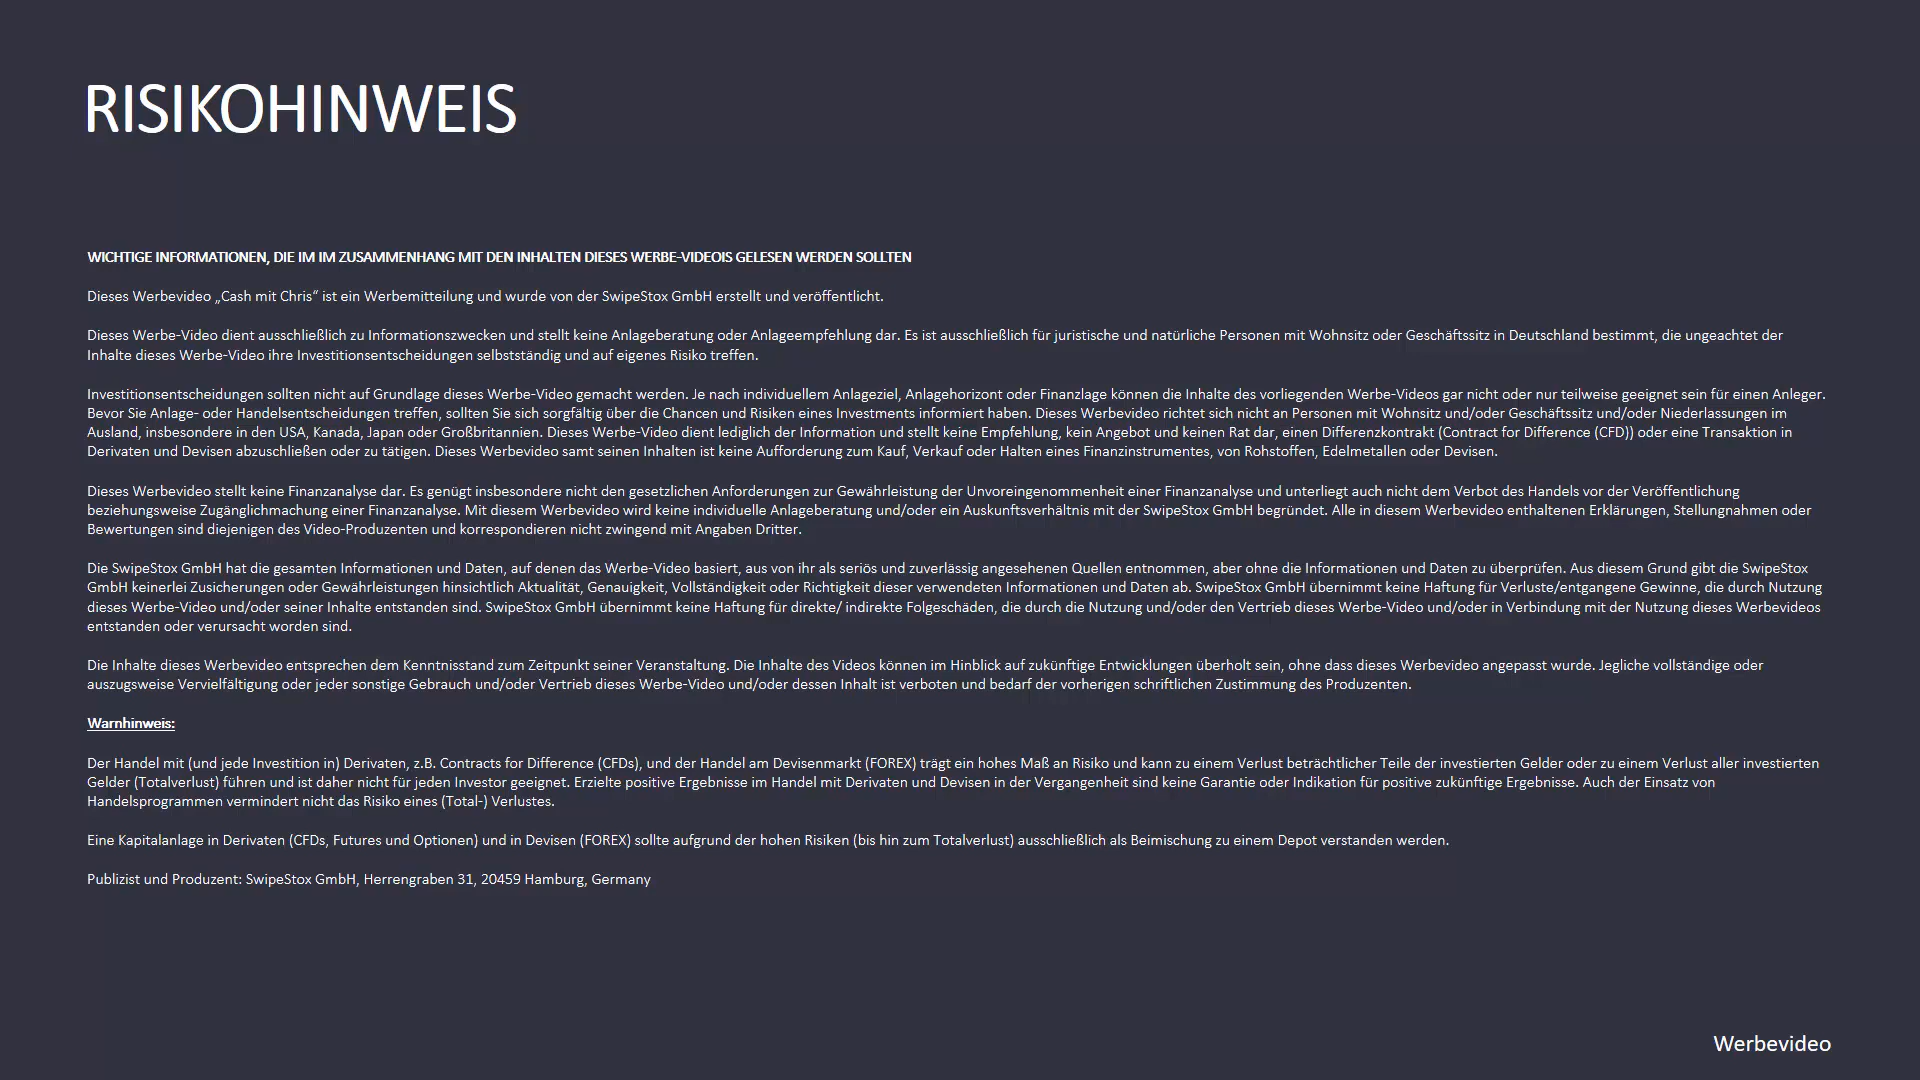 RISIKOHINWEIS
WICHTIGE INFORMATIONEN, DIE IM IM ZUSAMMENHANG MIT DEN INHALTEN DIESES WERBE-VIDEOIS GELESEN WERDEN SOLLTEN
Dieses Werbevideo „Cash mit Chris“ ist ein Werbemitteilung und wurde von der SwipeStox GmbH erstellt und veröffentlicht.
Dieses Werbe-Video dient ausschließlich zu Informationszwecken und stellt keine Anlageberatung oder Anlageempfehlung dar. Es ist ausschließlich für juristische und natürliche Personen mit Wohnsitz oder Geschäftssitz in Deutschland bestimmt, die ungeachtet der
Inhalte dieses Werbe-Video ihre Investitionsentscheidungen selbstständig und auf eigenes Risiko treffen.
Investitionsentscheidungen sollten nicht auf Grundlage dieses Werbe-Video gemacht werden. Je nach individuellem Anlageziel, Anlagehorizont oder Finanzlage können die Inhalte des vorliegenden Werbe-Videos gar nicht oder nur teilweise geeignet sein für einen Anleger.
Bevor Sie Anlage- oder Handelsentscheidungen treffen, sollten Sie sich sorgfältig über die Chancen und Risiken eines Investments informiert haben. Dieses Werbevideo richtet sich nicht an Personen mit Wohnsitz und/oder Geschäftssitz und/oder Niederlassungen im
Ausland, insbesondere in den USA, Kanada, Japan oder Großbritannien. Dieses Werbe-Video dient lediglich der Information und stellt keine Empfehlung, kein Angebot und keinen Rat dar, einen Differenzkontrakt (Contract for Difference (CFD)) oder eine Transaktion in
Derivaten und Devisen abzuschließen oder zu tätigen. Dieses Werbevideo samt seinen Inhalten ist keine Aufforderung zum Kauf, Verkauf oder Halten eines Finanzinstrumentes, von Rohstoffen, Edelmetallen oder Devisen.
Dieses Werbevideo stellt keine Finanzanalyse dar. Es genügt insbesondere nicht den gesetzlichen Anforderungen zur Gewährleistung der Unvoreingenommenheit einer Finanzanalyse und unterliegt auch nicht dem Verbot des Handels vor der Veröffentlichung
beziehungsweise Zugänglichmachung einer Finanzanalyse. Mit diesem Werbevideo wird keine individuelle Anlageberatung und/oder ein Auskunftsverhältnis mit der SwipeStox GmbH begründet. Alle in diesem Werbevideo enthaltenen Erklärungen, Stellungnahmen oder
Bewertungen sind diejenigen des Video-Produzenten und korrespondieren nicht zwingend mit Angaben Dritter.
Die SwipeStox GmbH hat die gesamten Informationen und Daten, auf denen das Werbe-Video basiert, aus von ihr als seriös und zuverlässig angesehenen Quellen entnommen, aber ohne die Informationen und Daten zu überprüfen. Aus diesem Grund gibt die SwipeStox
GmbH keinerlei Zusicherungen oder Gewährleistungen hinsichtlich Aktualität, Genauigkeit, Vollständigkeit oder Richtigkeit dieser verwendeten Informationen und Daten ab. SwipeStox GmbH übernimmt keine Haftung für Verluste/entgangene Gewinne, die durch Nutzung
dieses Werbe-Video und/oder seiner Inhalte entstanden sind. SwipeStox GmbH übernimmt keine Haftung für direkte/ indirekte Folgeschäden, die durch die Nutzung und/oder den Vertrieb dieses Werbe-Video und/oder in Verbindung mit der Nutzung dieses Werbevideos
entstanden oder verursacht worden sind.
Die Inhalte dieses Werbevideo entsprechen dem Kenntnisstand zum Zeitpunkt seiner Veranstaltung. Die Inhalte des Videos können im Hinblick auf zukünftige Entwicklungen überholt sein, ohne dass dieses Werbevideo angepasst wurde. Jegliche vollständige oder
auszugsweise Vervielfältigung oder jeder sonstige Gebrauch und/oder Vertrieb dieses Werbe-Video und/oder dessen Inhalt ist verboten und bedarf der vorherigen schriftlichen Zustimmung des Produzenten.
Warnhinweis:
Der Handel mit (und jede Investition in) Derivaten, z.B. Contracts for Difference (CFDs), und der Handel am Devisenmarkt (FOREX) trägt ein hohes Maß an Risiko und kann zu einem Verlust beträchtlicher Teile der investierten Gelder oder zu einem Verlust aller investierten
Gelder (Totalverlust) führen und ist daher nicht für jeden Investor geeignet. Erzielte positive Ergebnisse im Handel mit Derivaten und Devisen in der Vergangenheit sind keine Garantie oder Indikation für positive zukünftige Ergebnisse. Auch der Einsatz von
Handelsprogrammen vermindert nicht das Risiko eines (Total-) Verlustes.
Eine Kapitalanlage in Derivaten (CFDs, Futures und Optionen) und in Devisen (FOREX) sollte aufgrund der hohen Risiken (bis hin zum Totalverlust) ausschließlich als Beimischung zu einem Depot verstanden werden.
Publizist und Produzent: SwipeStox GmbH, Herrengraben 31, 20459 Hamburg, Germany
Werbevideo